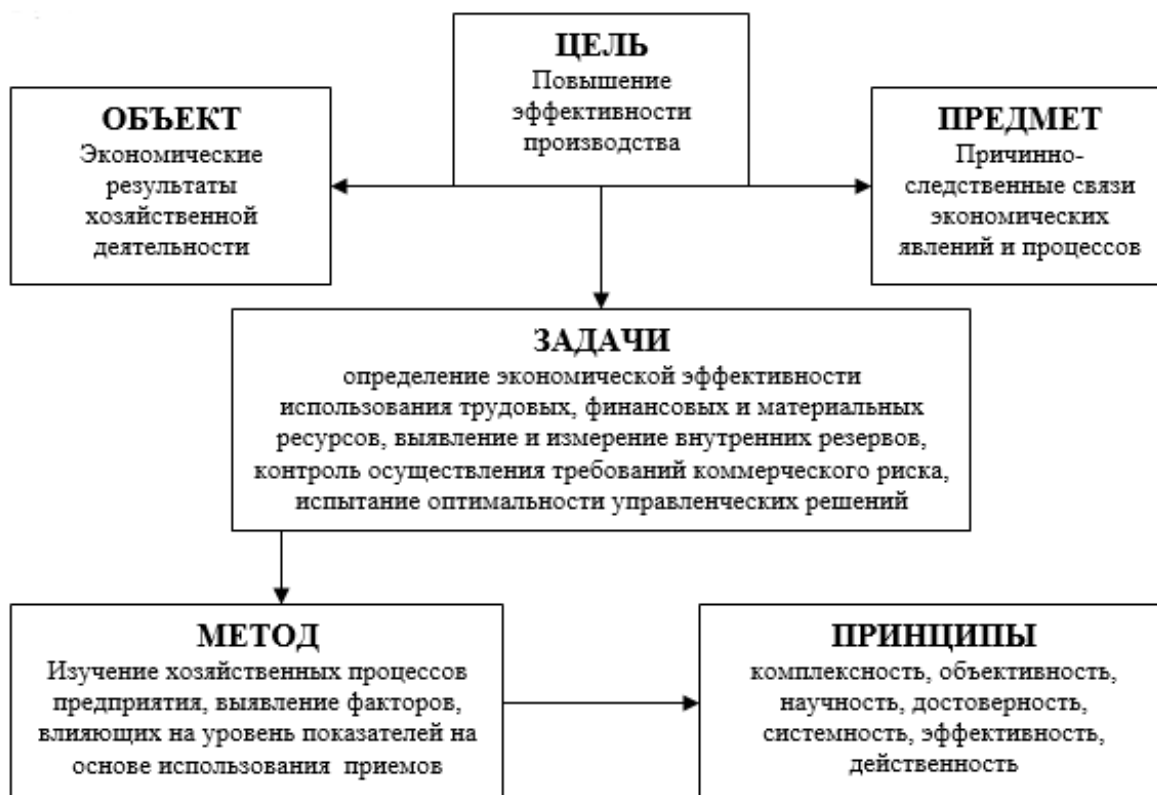 ЦЕЛЬ
Повышение
эффективности
производства
ОБЪЕКТ
Экономические
результаты
хозяйственной
деятельности
ПРЕДМЕТ
Причинно-
следственные связи
экономических
явлений и процессов
ЗАДАЧИ
определение экономической эффективности
использования трудовых, финансовых и материальных
ресурсов, выявление и измерение внутренних резервов,
контроль осуществления требований коммерческого риска,
испытание оптимальности управленческих решений
МЕТОД
Изучение хозяйственных процессов
предприятия, выявление факторов,
влияющих на уровень показателей на
основе использования приемов
ПРИНЦИПЫ
комплексность, объективность,
научность, достоверность,
системность, эффективность,
действенность